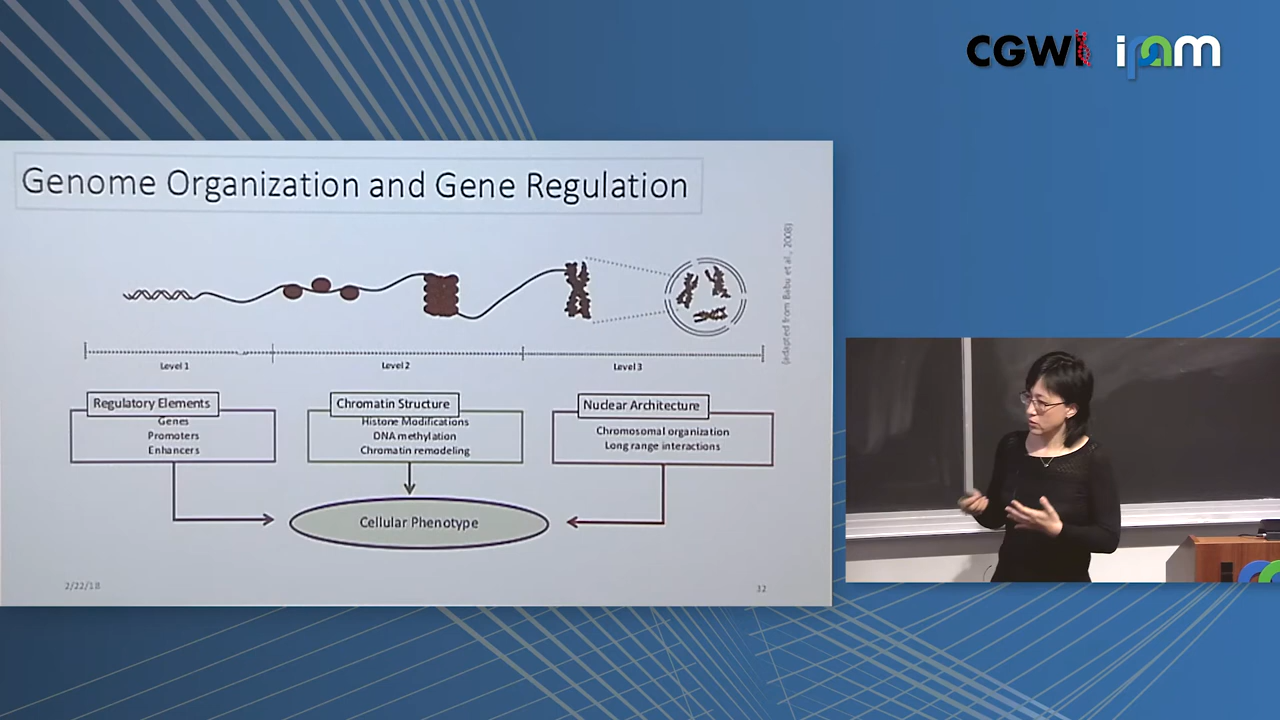 CGWI ipam
Genome Organization and Gene Regulation
(adapted from Babu et al., 2008)
Level 1
Level 2
Level 3
Regulatory Elements
Genes
Promoters
Enhancers
Chromatin Structure
Histone Modifications
DNA methylation
Chromatin remodeling
Nuclear Architecture
Chromosomal organization
Long range interactions
Cellular Phenotype
2/22/18
32